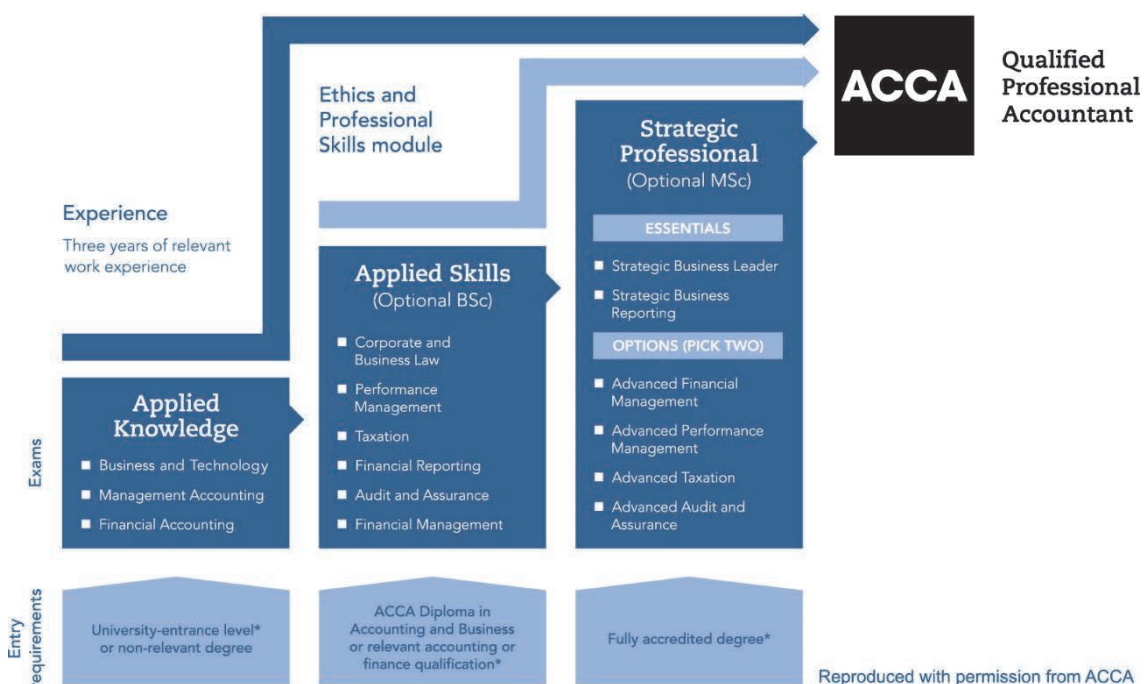 ACCA
Qualified
Professional
Accountant
Ethics and
Professional
Skills module
Experience
Three years of relevant
work experience
Exams
Applied
Knowledge
Business and Technology
Management Accounting
Financial Accounting
Applied Skills
(Optional BSc)
Corporate and
Business Law
Performance
Management
Taxation
Financial Reporting
Audit and Assurance
Financial Management
Strategic
Professional
(Optional MSc)
ESSENTIALS
Strategic Business Leader
Strategic Business
Reporting
OPTIONS (PICK TWO)
Advanced Financial
Management
Advanced Performance
Management
Advanced Taxation
Advanced Audit and
Assurance
Entry
requirements
University-entrance level*
or non-relevant degree
ACCA Diploma in
Accounting and Business
or relevant accounting or
finance qualification*
Fully accredited degree*
Reproduced with permission from ACCA